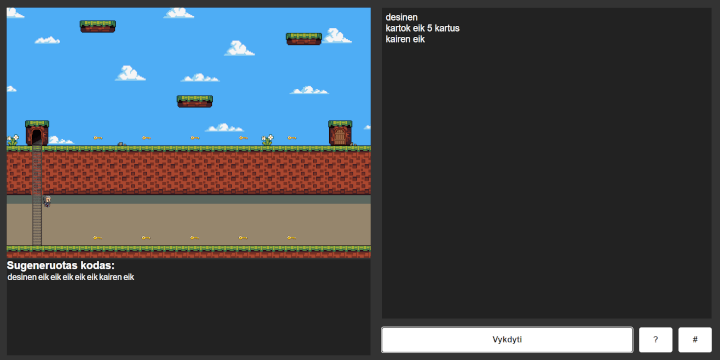 desinen
kartok eik 5 kartus
kairen eik
Sugeneruotas kodas:
desinen eik eik eik eik eik kairen eik
Vykdyti
?
#